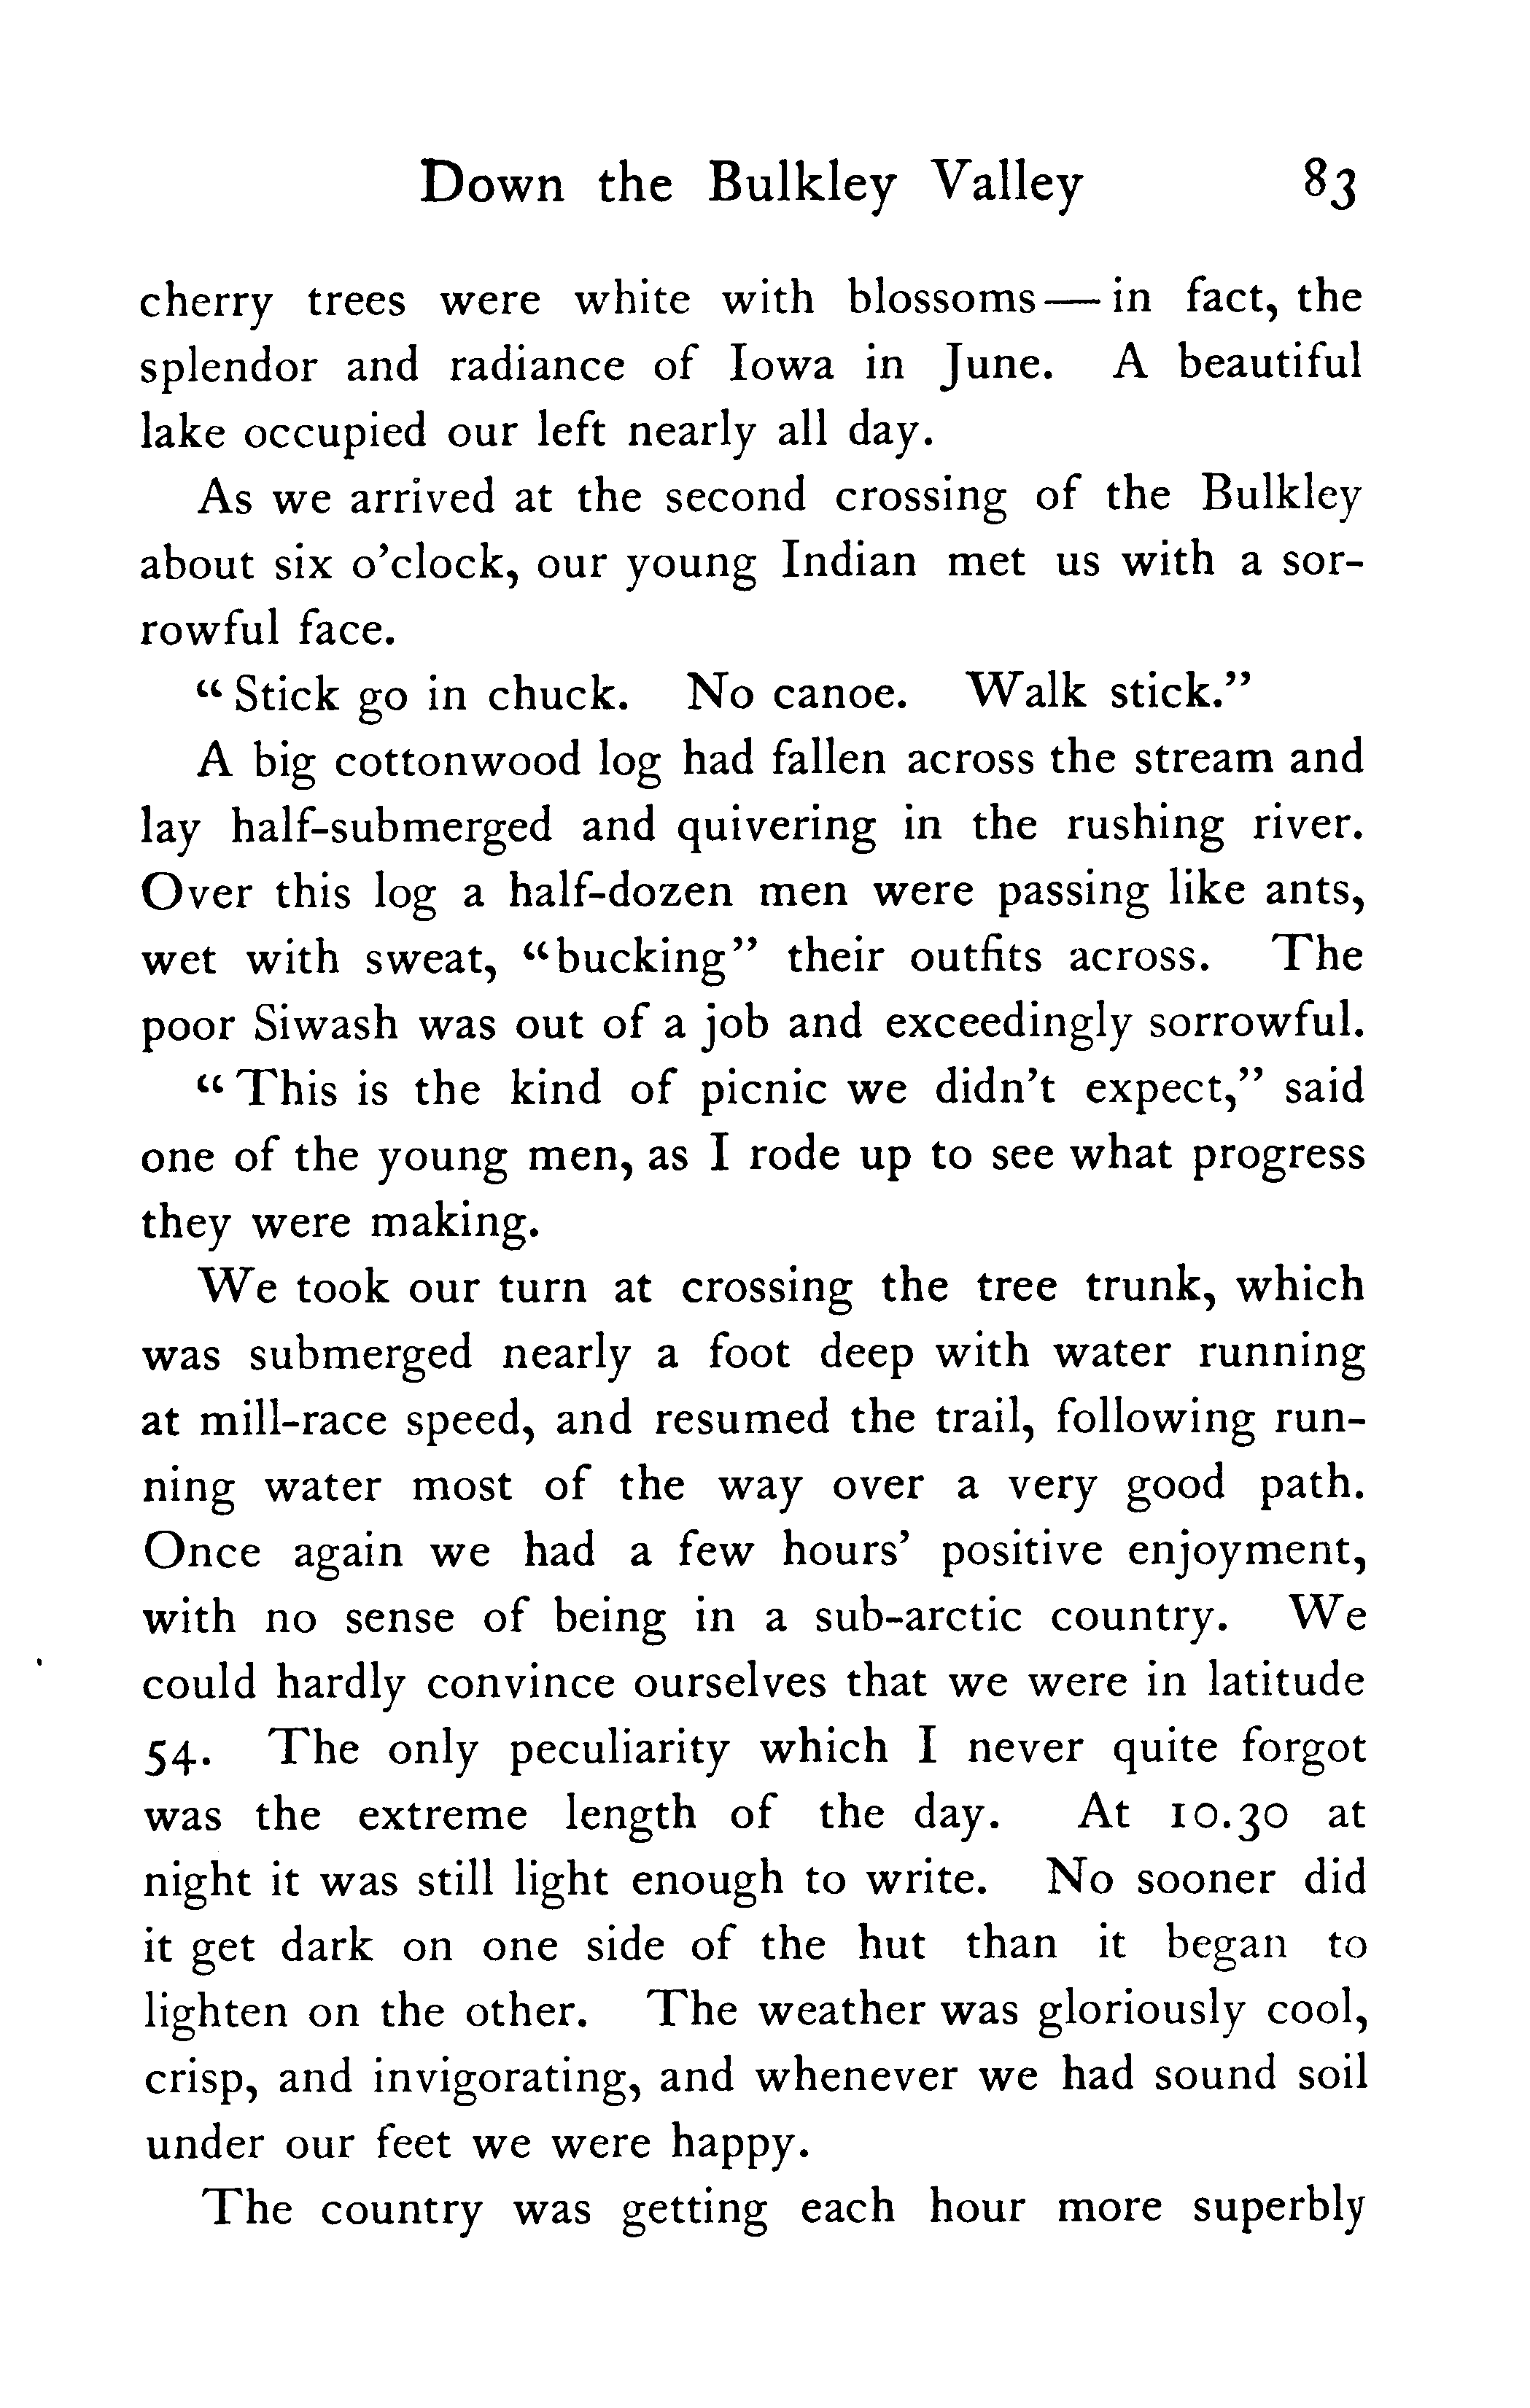 Down the Bulkley Valley 83
cherry trees were white with blossoms — in fact, the
splendor and radiance of Iowa in June. A beautiful
lake occupied our left nearly all day.
As we arrived at the second crossing of the Bulkley
about six o'clock, our young Indian met us with a sor-
rowful face.
"Stick go in chuck. No canoe. Walk stick."
A big cottonwood log had fallen across the stream and
lay half-submerged and quivering in the rushing river.
Over this log a half-dozen men were passing like ants,
wet with sweat, "bucking" their outfits across. The
poor Siwash was out of a job and exceedingly sorrowful.
"This is the kind of picnic we didn't expect," said
one of the young men, as I rode up to see what progress
they were making.
We took our turn at crossing the tree trunk, which
was submerged nearly a foot deep with water running
at mill-race speed, and resumed the trail, following run-
ning water most of the way over a very good path.
Once again we had a few hours' positive enjoyment,
with no sense of being in a sub-arctic country. We
could hardly convince ourselves that we were in latitude
54. The only peculiarity which I never quite forgot
was the extreme length of the day. At 10.30 at
night it was still light enough to write. No sooner did
it get dark on one side of the hut than it began to
lighten on the other. The weather was gloriously cool,
crisp, and invigorating, and whenever we had sound soil
under our feet we were happy.
The country was getting each hour more superbly